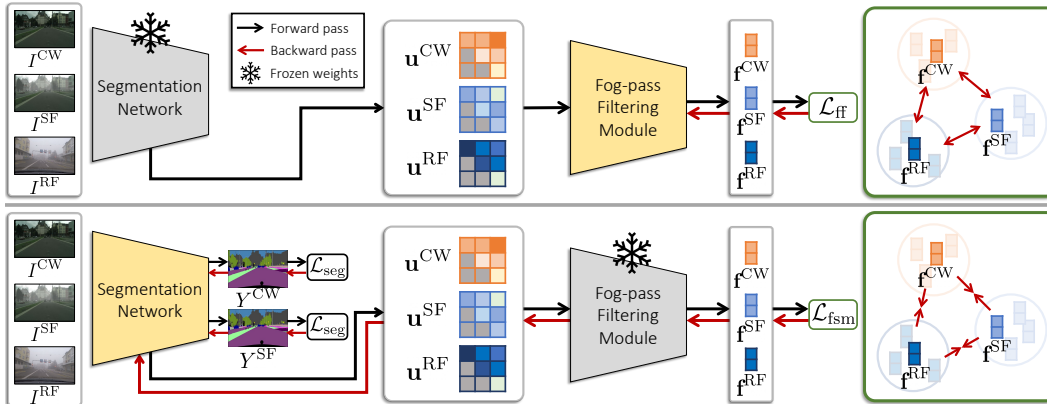 I^CW
I^SF
I^RF
Segmentation
Network
Forward pass
Backward pass
Frozen weights
u^CW
u^SF
u^RF
Fog-pass
Filtering
Module
f^CW
f^SF
f^RF
ℒ_ff
f^CW
f^SF
f^RF
I^CW
I^SF
I^RF
Segmentation
Network
Y^CW
ℒ_seg
Y^SF
ℒ_seg
u^CW
u^SF
u^RF
Fog-pass
Filtering
Module
f^CW
f^SF
f^RF
ℒ_fsm
f^CW
f^SF
f^RF